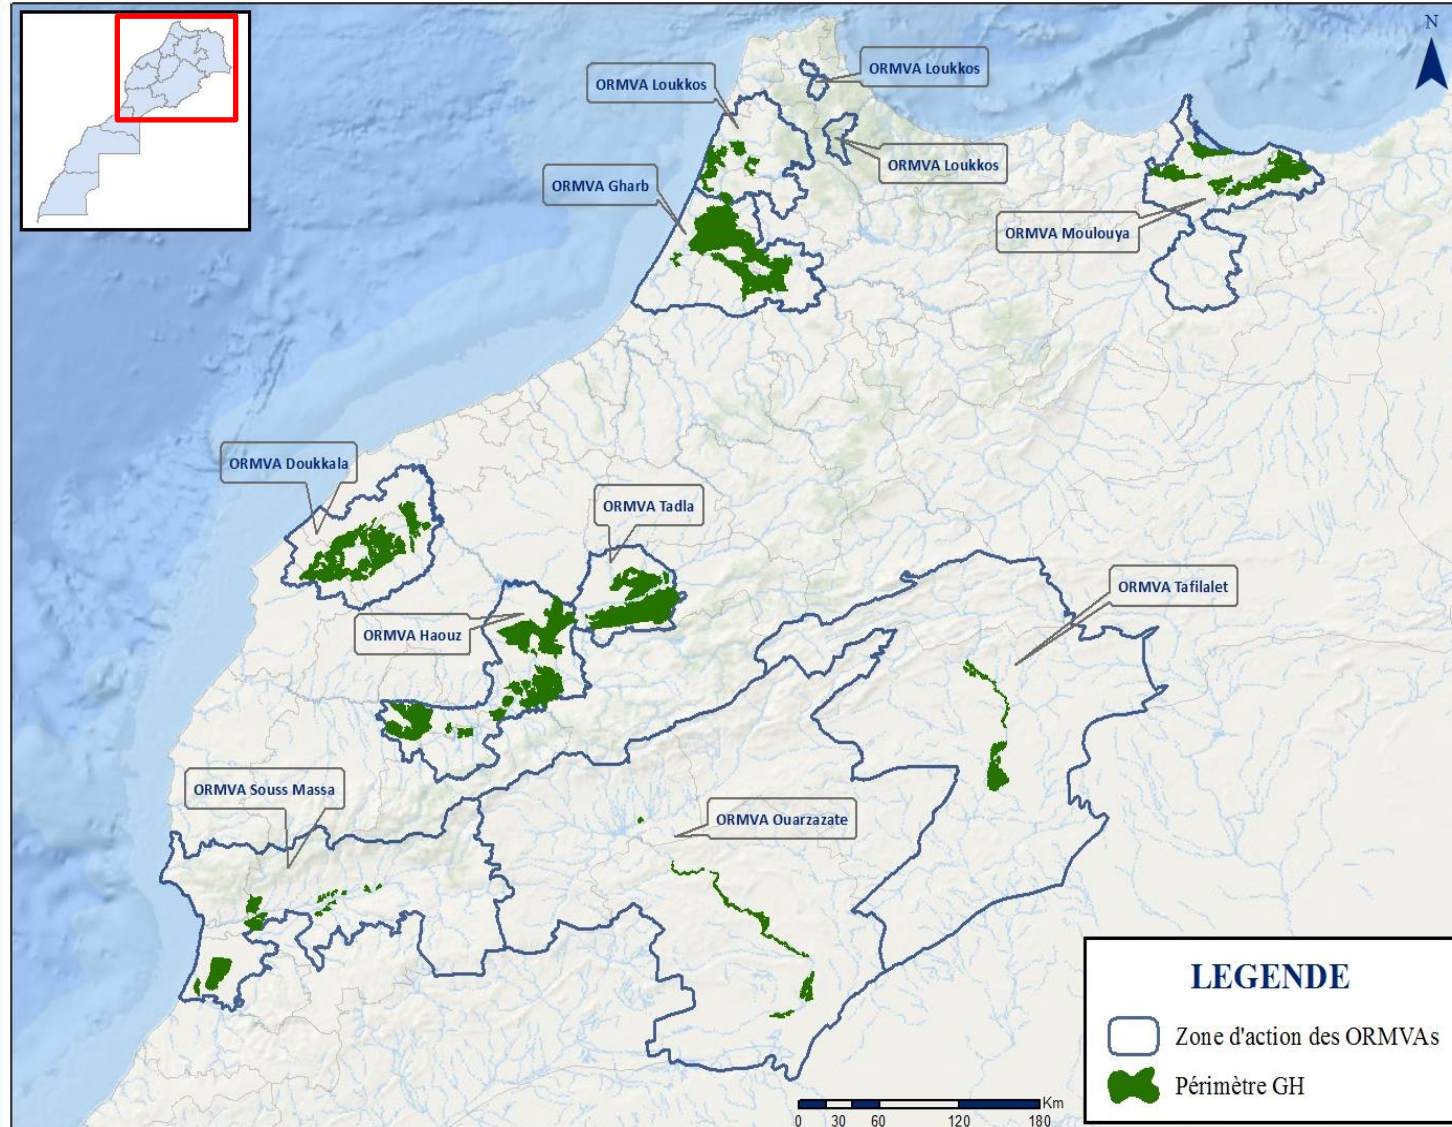 N
ORMVA Loukkos
ORMVA Loukkos
ORMVA Loukkos
ORMVA Gharb
ORMVA Moulouya
ORMVA Doukkala
ORMVA Tadla
ORMVA Tafilalet
ORMVA Haouz
ORMVA Souss Massa
ORMVA Ouarzazate
LEGENDE
Zone d'action des ORMVAs
Périmètre GH
Km
0 30 60 120 180